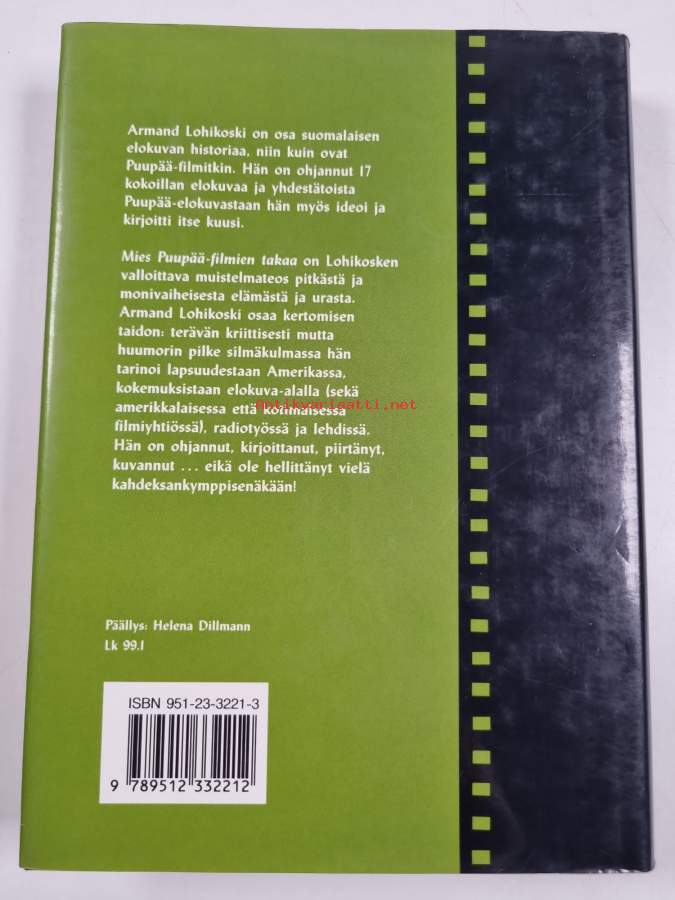 Armand Lohikoski on osa suomalaisen
elokuvan historiaa, niin kuin ovat
Puupää-filmitkin. Hän on ohjannut 17
kokoillan elokuvaa ja yhdestätoista
Puupää-elokuvastaan hän myös ideoi ja
kirjoitti itse kuusi.
Mies Puupää-filmien takaa on Lohikosken
valloittava muistelmateos pitkästä ja
monivaiheisesta elämästä ja urasta.
Armand Lohikoski osaa kertomisen
taidon: terävän kriittisesti mutta
huumorin pilke silmäkulmassa hän
tarinoi lapsuudestaan Amerikassa,
kokemuksistaan elokuva-alalla (sekä
amerikkalaisessa että kotimaisessa
Antikvariaatti.net
filmiyhtiössä), radiotyössä ja lehdissä.
Hän on ohjannut, kirjoittanut, piirtänyt,
kuvannut ... eikä ole hellittänyt vielä
kahdeksankymppisenäkään!
Päällys: Helena Dillmann
Lk 99.1
ISBN 951-23-3221-3
9 789512 332212